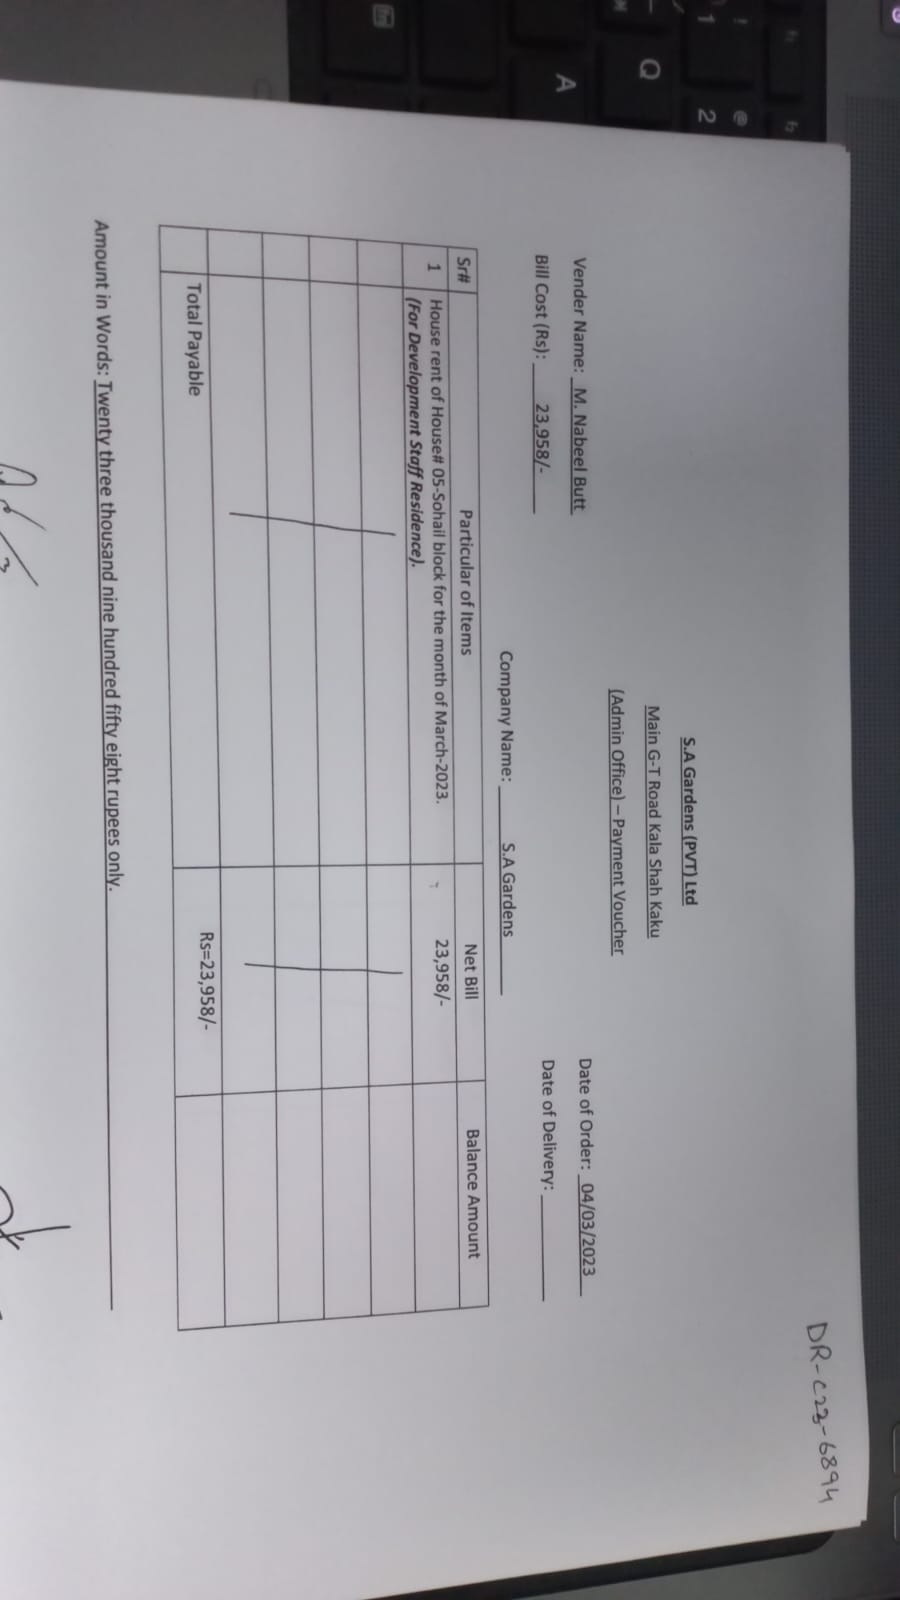 DR-C23-6894
S.A Gardens (PVT) Ltd
Main G-T Road Kala Shah Kaku
(Admin Office) – Payment Voucher
Vender Name: M. Nabeel Butt Date of Order: 04/03/2023
Bill Cost (Rs): 23,958/- Date of Delivery:
Company Name: S.A Gardens
Sr# Particular of Items Net Bill Balance Amount
1 House rent of House# 05-Sohail block for the month of March-2023. 23,958/-
(For Development Staff Residence).
Total Payable Rs=23,958/-
Amount in Words: Twenty three thousand nine hundred fifty eight rupees only.